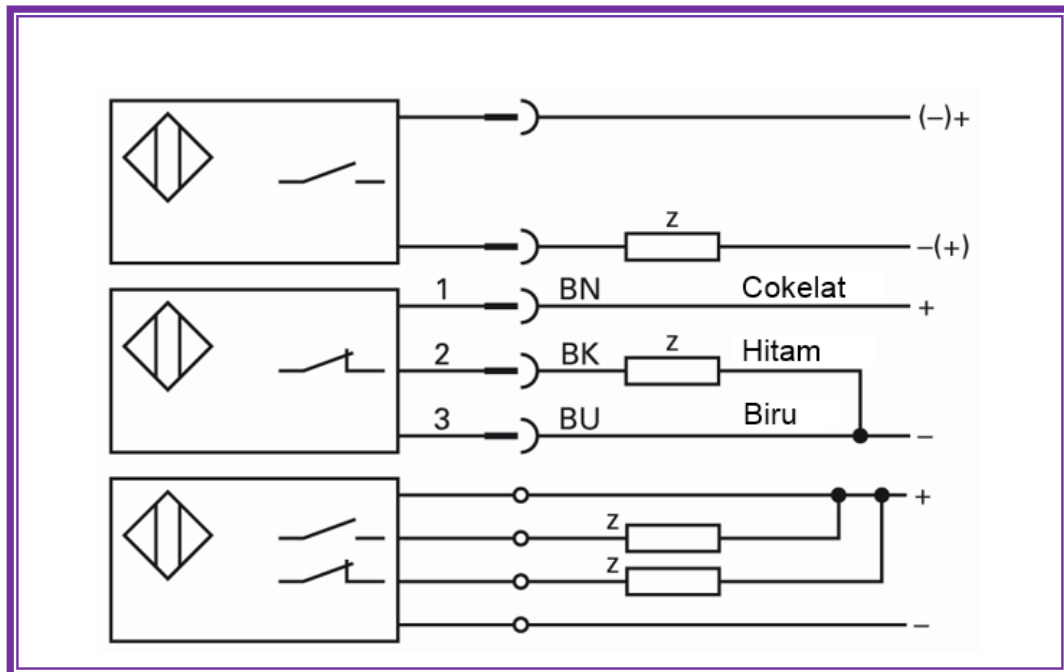 (–)+
z
–(+)
1 BN Cokelat +
2 BK z Hitam
3 BU Biru –
+
z
z
–